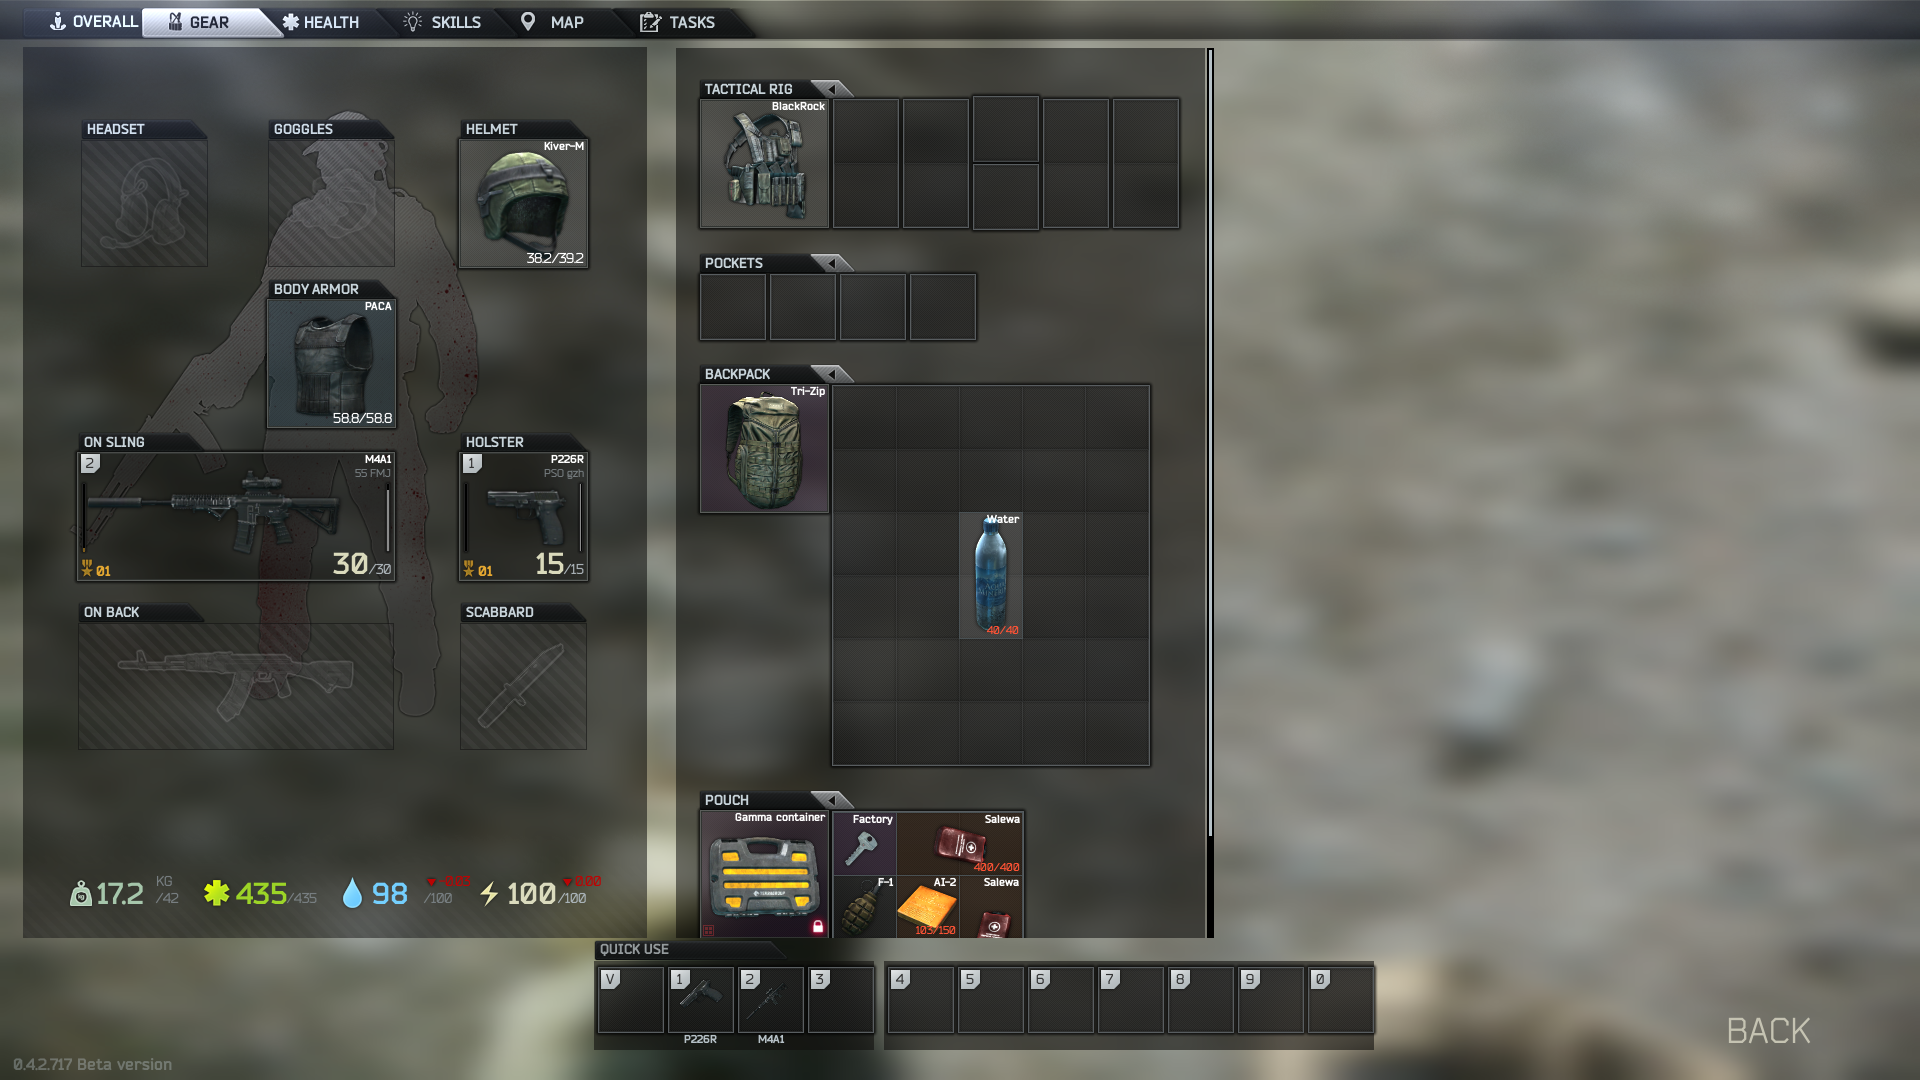 OVERALL
GEAR
HEALTH
SKILLS
MAP
TASKS
HEADSET
GOGGLES
HELMET
Kiver-M
38.2/39.2
BODY ARMOR
PACA
58.8/58.8
ON SLING
2
M4A1
55 FMJ
01
30/30
HOLSTER
1
P226R
PSO gzh
01
15/15
ON BACK
SCABBARD
17.2 KG /42
435/435
98 /100
100 0.00 /100
TACTICAL RIG
BlackRock
POCKETS
BACKPACK
Tri-Zip
Water
40/40
POUCH
Gamma container
Factory
Salewa
400/400
F-1
AI-2
103/150
Salewa
QUICK USE
V
1
2
3
4
5
6
7
8
9
0
P226R
M4A1
BACK
0.4.2.717 Beta version